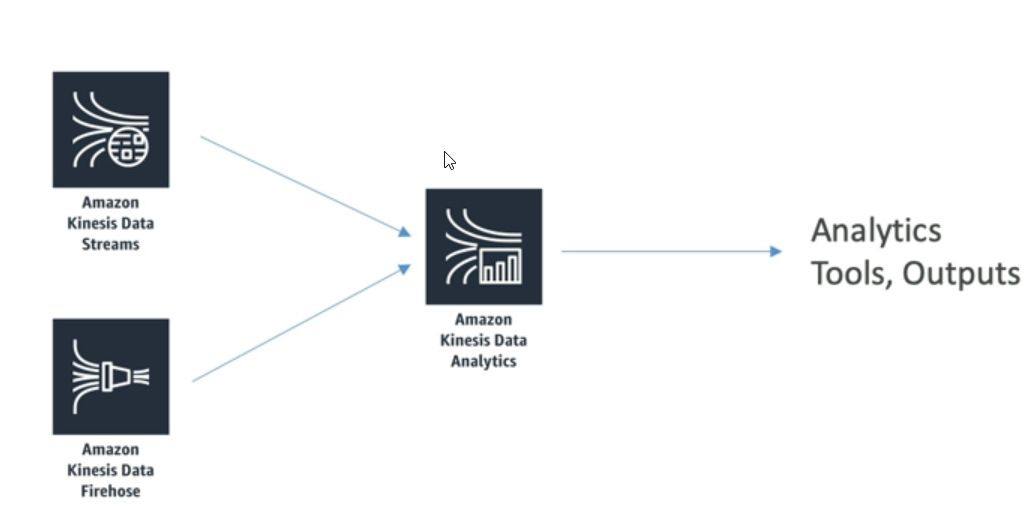 Amazon
Kinesis Data
Streams
Amazon
Kinesis Data
Firehose
Amazon
Kinesis Data
Analytics
Analytics
Tools, Outputs